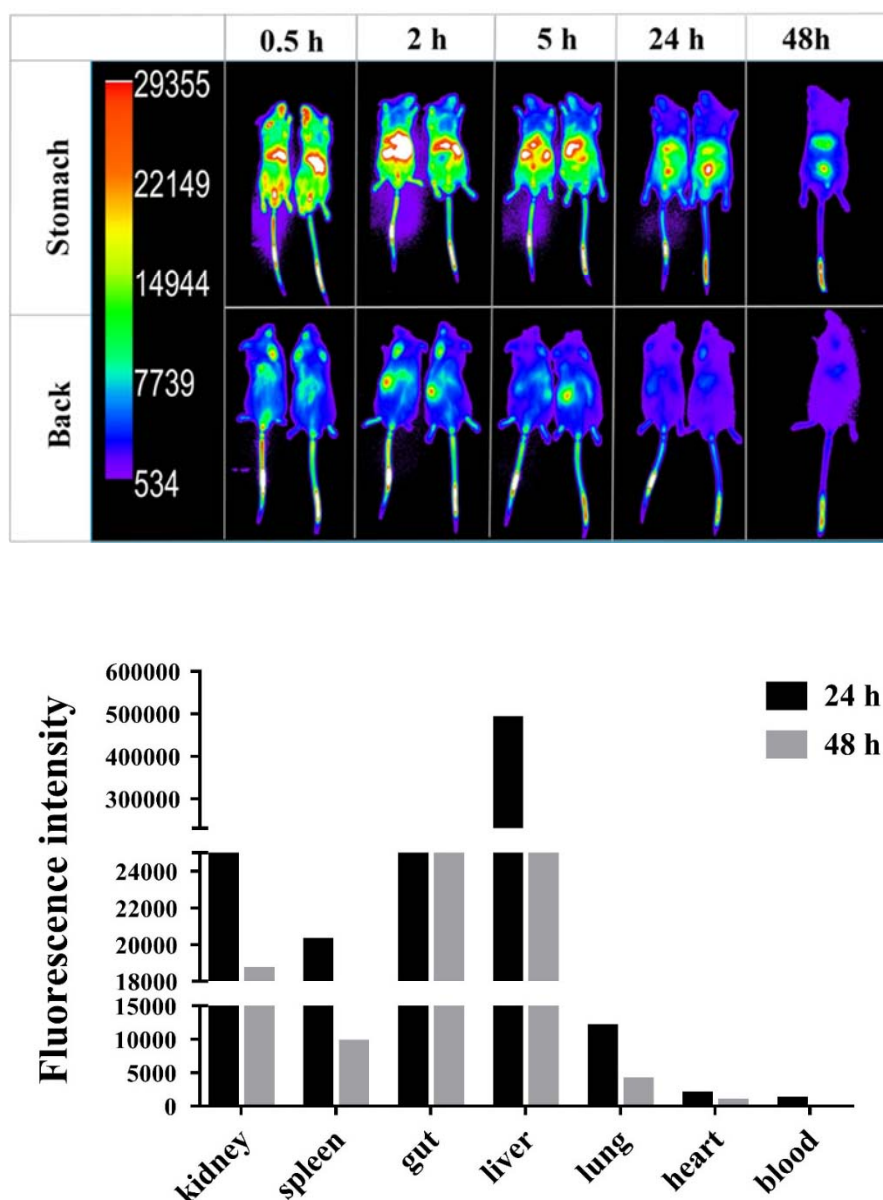 0.5 h 2 h 5 h 24 h 48h
Stomach
29355
22149
14944
7739
534
Back
600000
500000
400000
300000
24000
22000
20000
18000
15000
10000
5000
0
Fluorescence intensity
24 h
48 h
kidney spleen gut liver lung heart blood